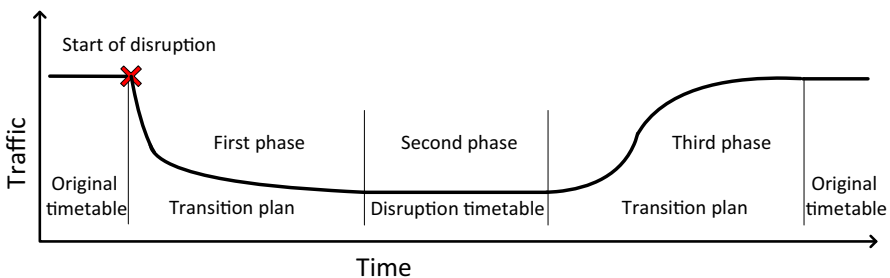 Start of disruption
First phase
Second phase
Third phase
Original
timetable
Transition plan
Disruption timetable
Transition plan
Original
timetable
Traffic
Time